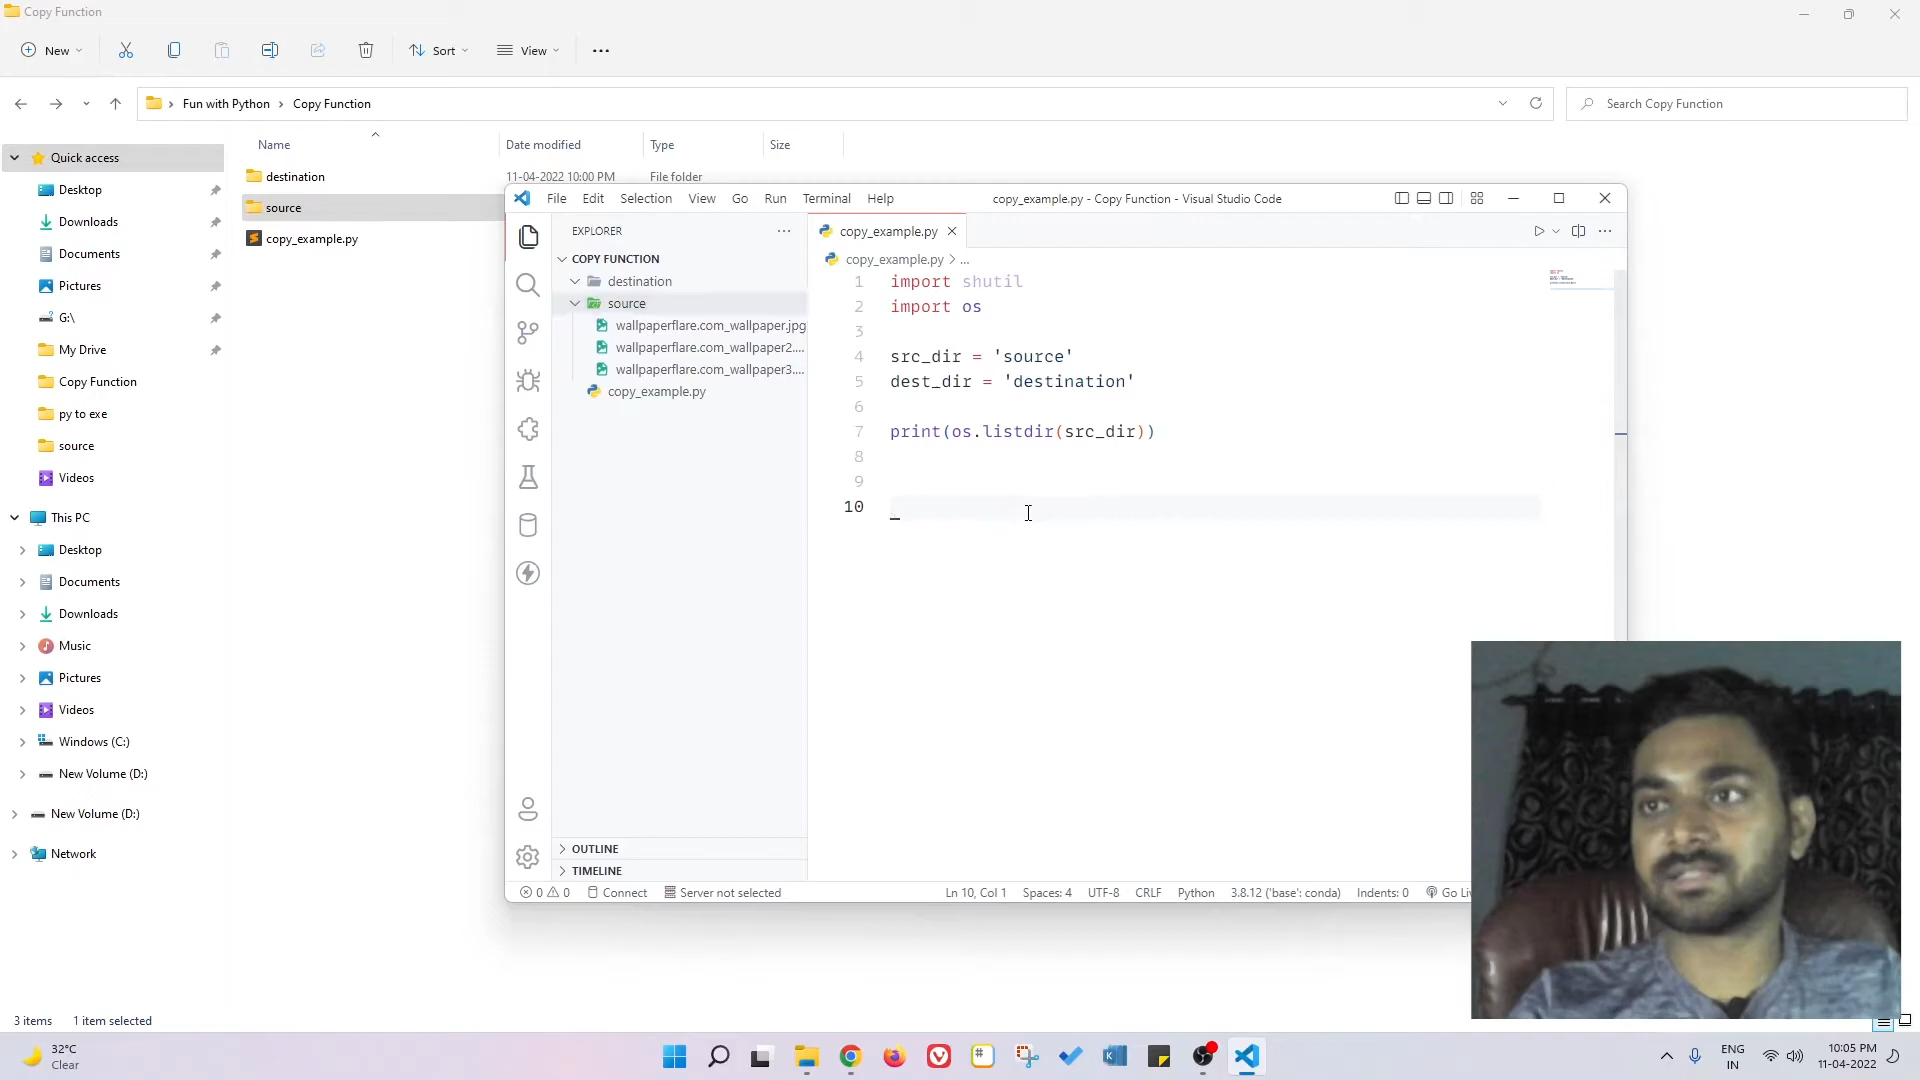 Copy Function
New
Sort
View
Fun with Python
Copy Function
Search Copy Function
Name
Date modified
Type
Size
Quick access
Desktop
Downloads
Documents
Pictures
G:\
My Drive
Copy Function
py to exe
source
Videos
This PC
Desktop
Documents
Downloads
Music
Pictures
Videos
Windows (C:)
New Volume (D:)
New Volume (D:)
Network
destination
11-04-2022 10:00 PM
File folder
source
copy_example.py
File Edit Selection View Go Run Terminal Help
copy_example.py - Copy Function - Visual Studio Code
EXPLORER
COPY FUNCTION
destination
source
wallpaperflare.com_wallpaper.jpg
wallpaperflare.com_wallpaper2....
wallpaperflare.com_wallpaper3....
copy_example.py
OUTLINE
TIMELINE
copy_example.py
copy_example.py > ...
1 import shutil
2 import os
3
4 src_dir = 'source'
5 dest_dir = 'destination'
6
7 print(os.listdir(src_dir))
8
9
10
0 0 Connect Server not selected
Ln 10, Col 1 Spaces: 4 UTF-8 CRLF Python 3.8.12 ('base': conda) Indents: 0 Go Li
3 items 1 item selected
32°C
Clear
ENG
IN
10:05 PM
11-04-2022